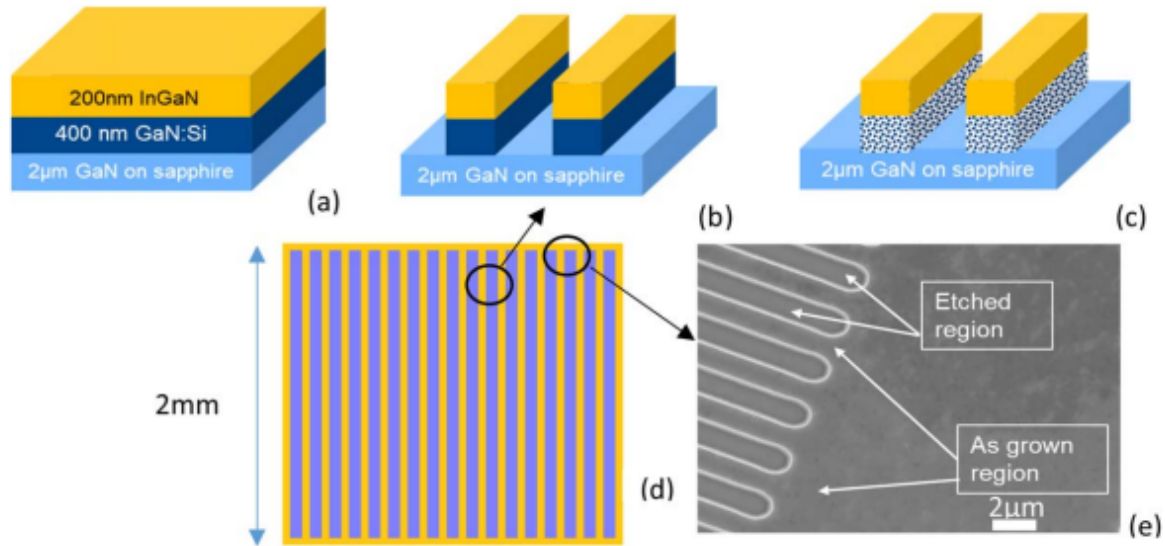 200nm InGaN
400 nm GaN:Si
2μm GaN on sapphire
(a)
2μm GaN on sapphire
(b)
2μm GaN on sapphire
(c)
2mm
(d)
Etched
region
As grown
region
2μm
(e)